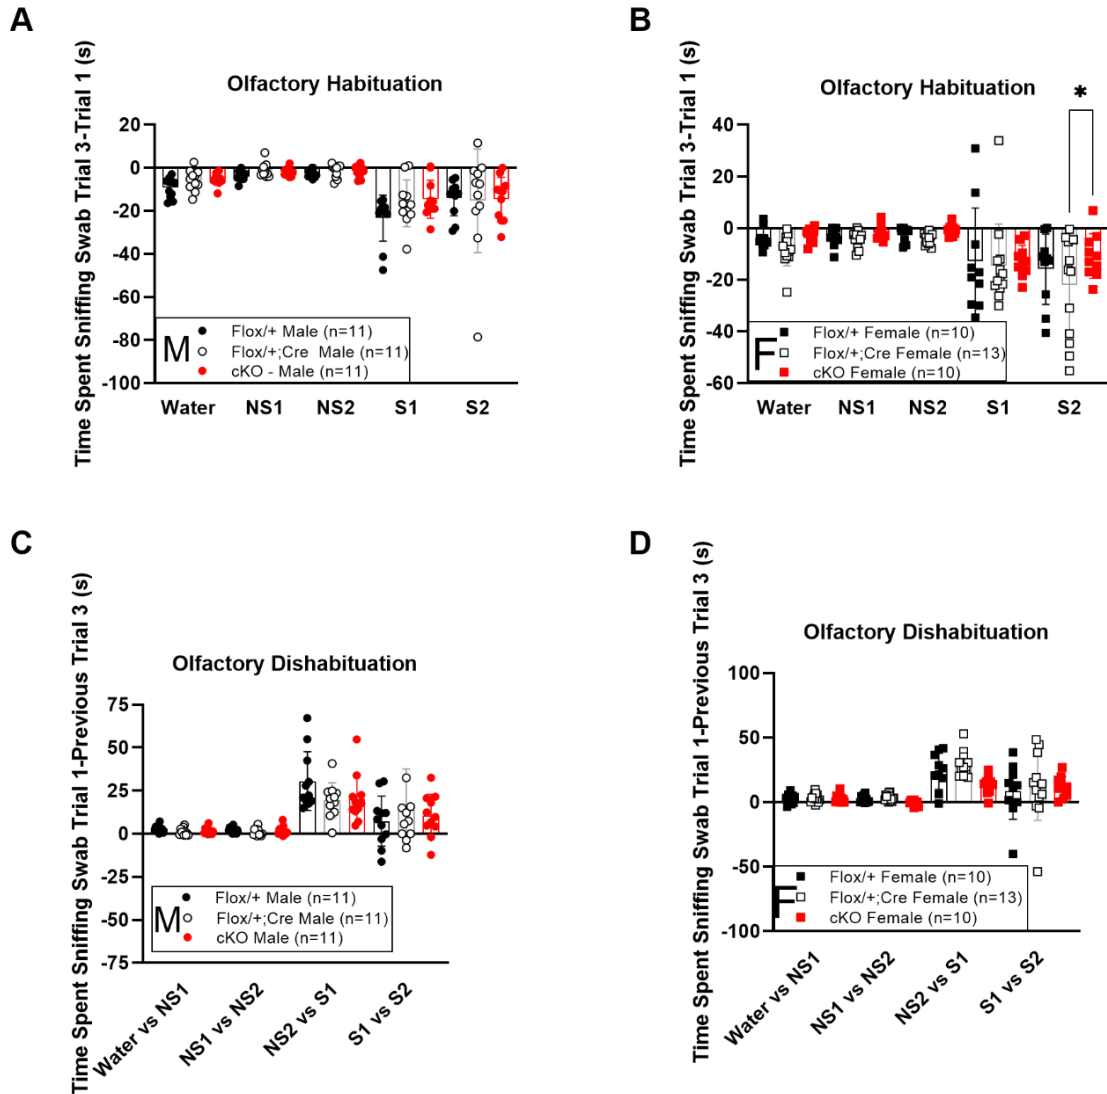 A
Time Spent Sniffing Swab Trial 3-Trial 1 (s)
Olfactory Habituation
20
0
-20
-40
-60
-80
-100
M
Flox/+ Male (n=11)
Flox/+;Cre Male (n=11)
cKO - Male (n=11)
Water NS1 NS2 S1 S2
B
Time Spent Sniffing Swab Trial 3-Trial 1 (s)
Olfactory Habituation
*
40
20
0
-20
-40
-60
F
Flox/+ Female (n=10)
Flox/+;Cre Female (n=13)
cKO Female (n=10)
Water NS1 NS2 S1 S2
C
Time Spent Sniffing Swab Trial 1-Previous Trial 3 (s)
Olfactory Dishabituation
75
50
25
0
-25
-50
-75
M
Flox/+ Male (n=11)
Flox/+;Cre Male (n=11)
cKO Male (n=11)
Water vs NS1
NS1 vs NS2
NS2 vs S1
S1 vs S2
D
Time Spent Sniffing Swab Trial 1-Previous Trial 3 (s)
Olfactory Dishabituation
100
50
0
-50
-100
F
Flox/+ Female (n=10)
Flox/+;Cre Female (n=13)
cKO Female (n=10)
Water vs NS1
NS1 vs NS2
NS2 vs S1
S1 vs S2